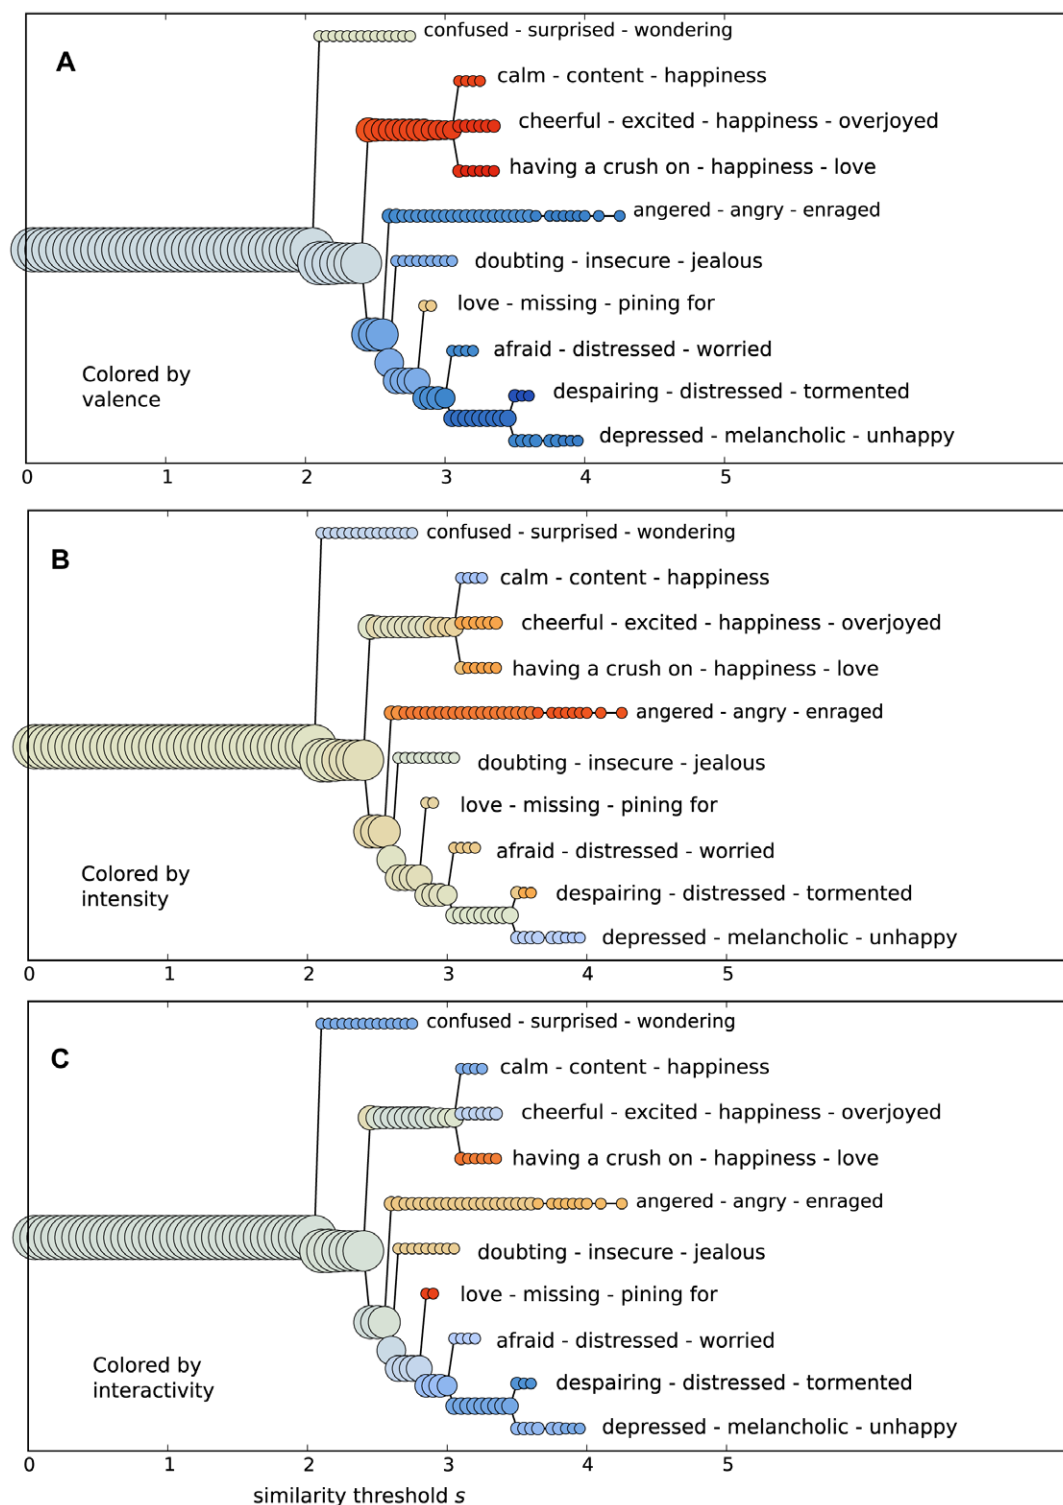 confused - surprised - wondering
A
calm - content - happiness
cheerful - excited - happiness - overjoyed
having a crush on - happiness - love
angered - angry - enraged
doubting - insecure - jealous
love - missing - pining for
afraid - distressed - worried
Colored by
valence
despairing - distressed - tormented
depressed - melancholic - unhappy
0 1 2 3 4 5
confused - surprised - wondering
B
calm - content - happiness
cheerful - excited - happiness - overjoyed
having a crush on - happiness - love
angered - angry - enraged
doubting - insecure - jealous
love - missing - pining for
afraid - distressed - worried
Colored by
intensity
despairing - distressed - tormented
depressed - melancholic - unhappy
0 1 2 3 4 5
confused - surprised - wondering
C
calm - content - happiness
cheerful - excited - happiness - overjoyed
having a crush on - happiness - love
angered - angry - enraged
doubting - insecure - jealous
love - missing - pining for
afraid - distressed - worried
Colored by
interactivity
despairing - distressed - tormented
depressed - melancholic - unhappy
0 1 2 3 4 5
similarity threshold s